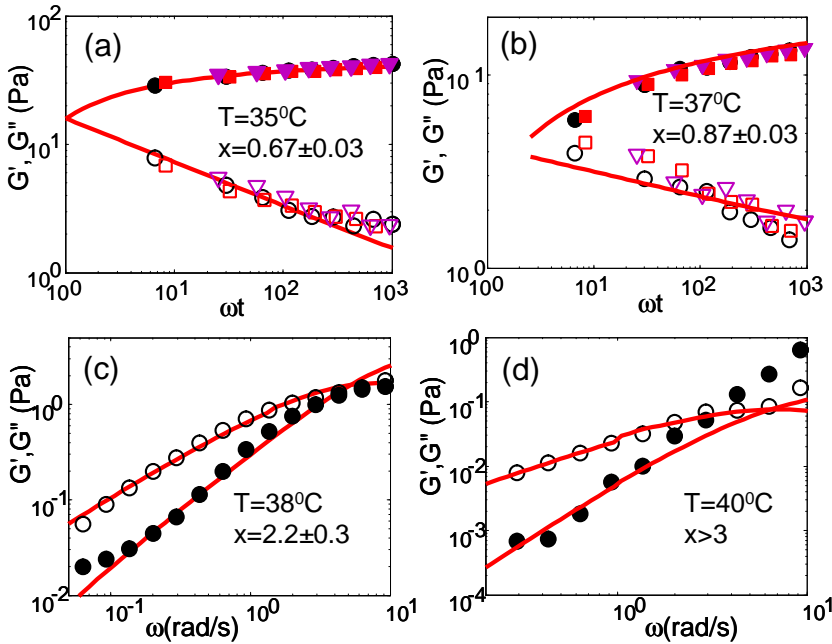 (a)
10²
G', G" (Pa)
10¹
10⁰
T=35⁰C
x=0.67±0.03
10⁰ 10¹ 10² 10³
ωt
(b)
G', G" (Pa)
10¹
10⁰
T=37⁰C
x=0.87±0.03
10⁰ 10¹ 10² 10³
ωt
(c)
G',G" (Pa)
10⁰
10⁻¹
10⁻²
T=38⁰C
x=2.2±0.3
10⁻¹ 10⁰ 10¹
ω(rad/s)
(d)
G',G" (Pa)
10⁰
10⁻¹
10⁻²
10⁻³
10⁻⁴
T=40⁰C
x>3
10⁰ 10¹
ω(rad/s)